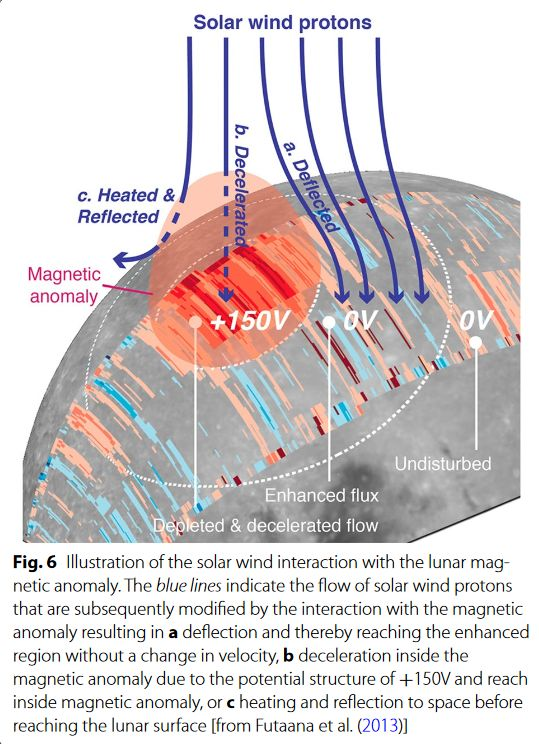 Solar wind protons
b. Decelerated
a. Deflected
c. Heated &
Reflected
Magnetic
anomaly
+150V
0V
0V
Undisturbed
Enhanced flux
Depleted & decelerated flow
Fig. 6 Illustration of the solar wind interaction with the lunar mag-
netic anomaly. The blue lines indicate the flow of solar wind protons
that are subsequently modified by the interaction with the magnetic
anomaly resulting in a deflection and thereby reaching the enhanced
region without a change in velocity, b deceleration inside the
magnetic anomaly due to the potential structure of +150V and reach
inside magnetic anomaly, or c heating and reflection to space before
reaching the lunar surface [from Futaana et al. (2013)]